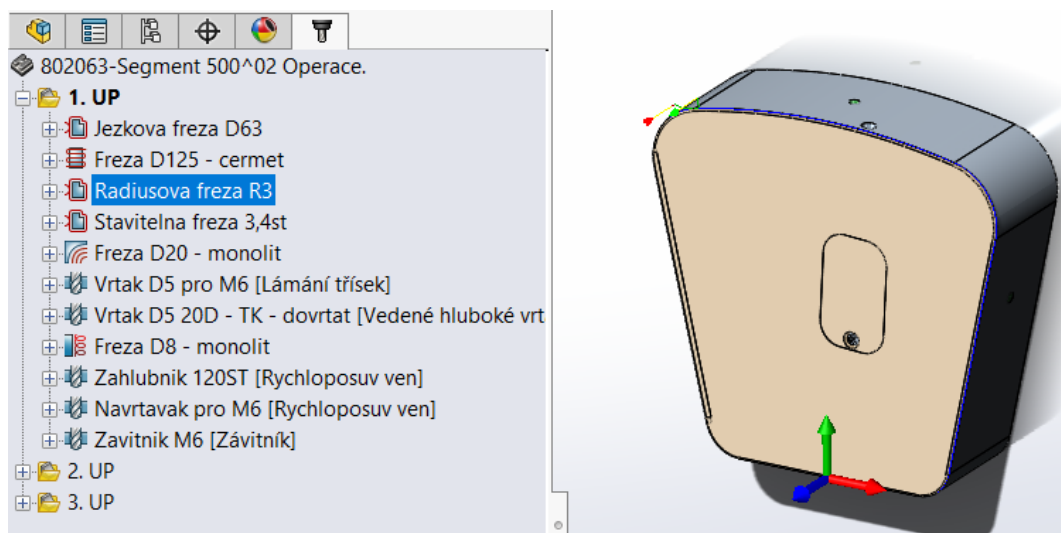 802063-Segment 500^02 Operace.
1. UP
Jezkova freza D63
Freza D125 - cermet
Radiusova freza R3
Stavitelna freza 3,4st
Freza D20 - monolit
Vrtak D5 pro M6 [Lámání třísek]
Vrtak D5 20D - TK - dovrtat [Vedené hluboké vrt
Freza D8 - monolit
Zahlubnik 120ST [Rychloposuv ven]
Navrtavak pro M6 [Rychloposuv ven]
Zavitnik M6 [Závitník]
2. UP
3. UP